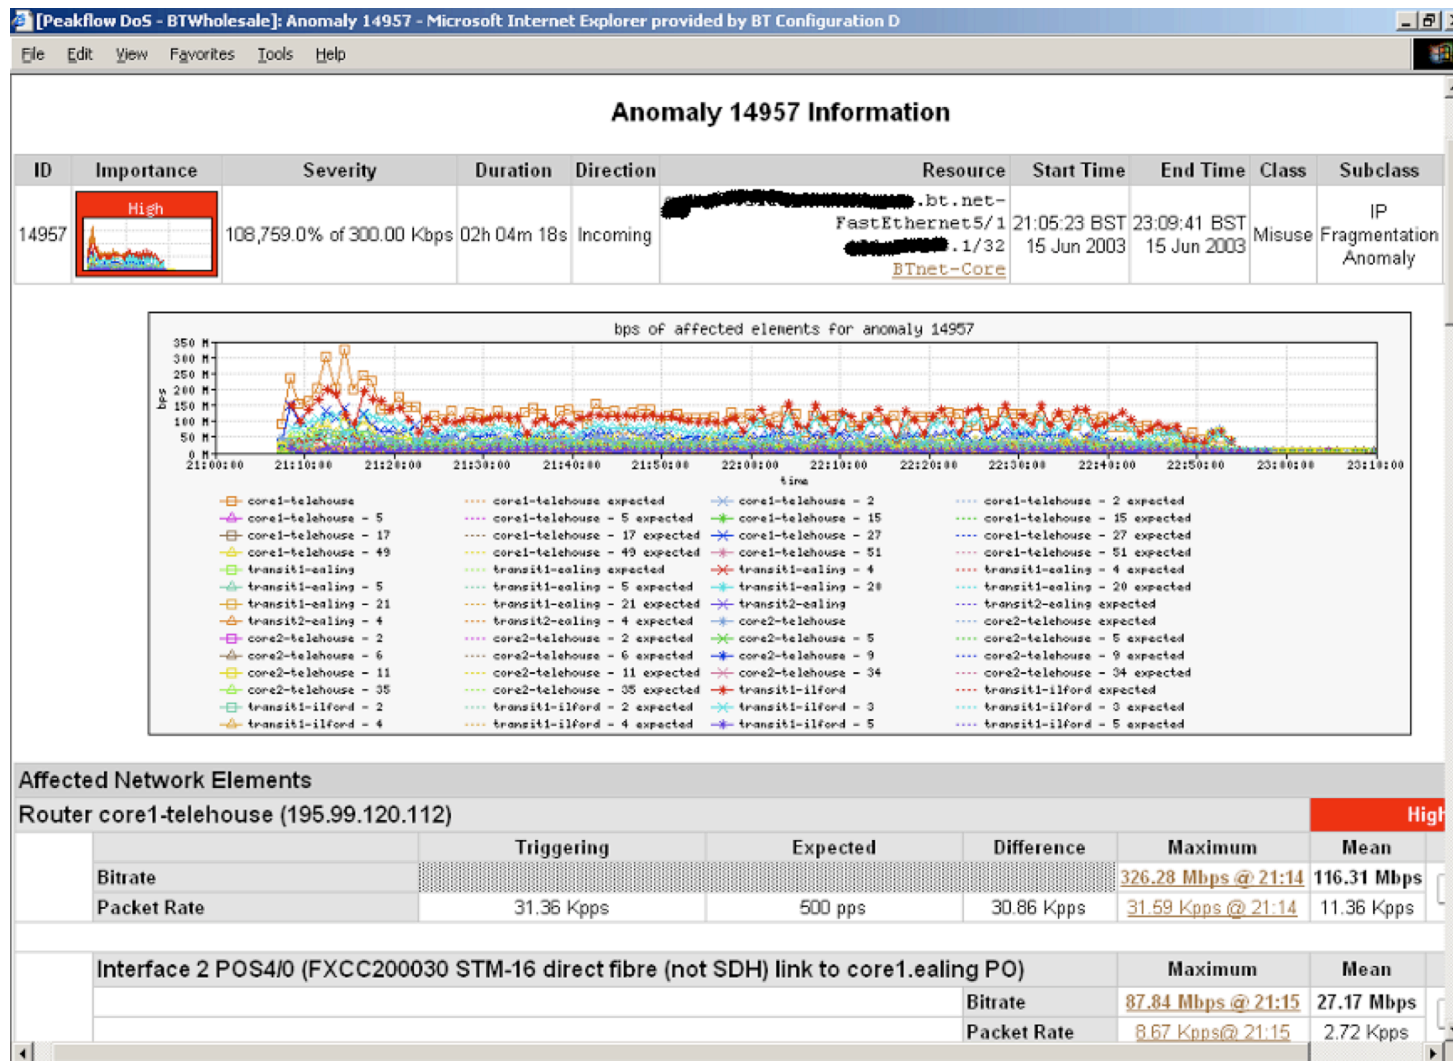 [Peakflow DoS - BTWholesale]: Anomaly 14957 - Microsoft Internet Explorer provided by BT Configuration D
File Edit View Favorites Tools Help
Anomaly 14957 Information
ID Importance Severity Duration Direction Resource Start Time End Time Class Subclass
14957 High 108,759.0% of 300.00 Kbps 02h 04m 18s Incoming .bt.net-
FastEthernet5/1
.1/32
BTnet-Core
21:05:23 BST
15 Jun 2003
23:09:41 BST
15 Jun 2003
Misuse
IP
Fragmentation
Anomaly
bps of affected elements for anomaly 14957
bps
350 M
300 M
250 M
200 M
150 M
100 M
50 M
0 M
21:00:00 21:10:00 21:20:00 21:30:00 21:40:00 21:50:00 22:00:00 22:10:00 22:20:00 22:30:00 22:40:00 22:50:00 23:00:00 23:10:00
time
core1-telehouse core1-telehouse expected core1-telehouse - 2 core1-telehouse - 2 expected
core1-telehouse - 5 core1-telehouse - 5 expected core1-telehouse - 15 core1-telehouse - 15 expected
core1-telehouse - 17 core1-telehouse - 17 expected core1-telehouse - 27 core1-telehouse - 27 expected
core1-telehouse - 49 core1-telehouse - 49 expected core1-telehouse - 51 core1-telehouse - 51 expected
transit1-ealing transit1-ealing expected transit1-ealing - 4 transit1-ealing - 4 expected
transit1-ealing - 5 transit1-ealing - 5 expected transit1-ealing - 20 transit1-ealing - 20 expected
transit1-ealing - 21 transit1-ealing - 21 expected transit2-ealing transit2-ealing expected
transit2-ealing - 4 transit2-ealing - 4 expected core2-telehouse core2-telehouse expected
core2-telehouse - 2 core2-telehouse - 2 expected core2-telehouse - 5 core2-telehouse - 5 expected
core2-telehouse - 6 core2-telehouse - 6 expected core2-telehouse - 9 core2-telehouse - 9 expected
core2-telehouse - 11 core2-telehouse - 11 expected core2-telehouse - 34 core2-telehouse - 34 expected
core2-telehouse - 35 core2-telehouse - 35 expected transit1-ilford transit1-ilford expected
transit1-ilford - 2 transit1-ilford - 2 expected transit1-ilford - 3 transit1-ilford - 3 expected
transit1-ilford - 4 transit1-ilford - 4 expected transit1-ilford - 5 transit1-ilford - 5 expected
Affected Network Elements
Router core1-telehouse (195.99.120.112) High
Triggering Expected Difference Maximum Mean
Bitrate 326.28 Mbps @ 21:14 116.31 Mbps
Packet Rate 31.36 Kpps 500 pps 30.86 Kpps 31.59 Kpps @ 21:14 11.36 Kpps
Interface 2 POS4/0 (FXCC200030 STM-16 direct fibre (not SDH) link to core1.ealing PO) Maximum Mean
Bitrate 87.84 Mbps @ 21:15 27.17 Mbps
Packet Rate 8.67 Kpps@ 21:15 2.72 Kpps